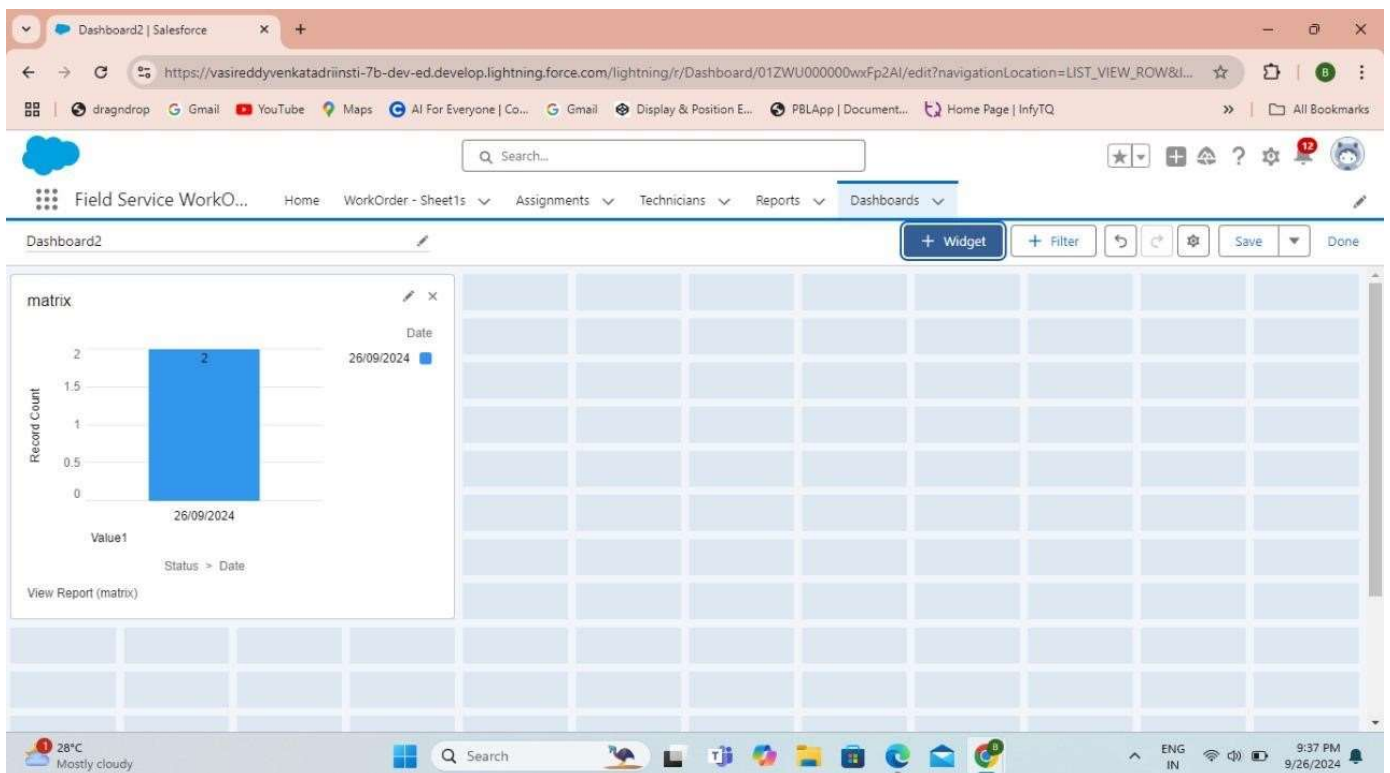 Dashboard2 | Salesforce
https://vasireddyvenkatadriinsti-7b-dev-ed.develop.lightning.force.com/lightning/r/Dashboard/01ZWU000000wxFp2AI/edit?navigationLocation=LIST_VIEW_ROW&l...
B
dragndrop Gmail YouTube Maps AI For Everyone | Co... Gmail Display & Position E... PBLApp | Document... Home Page | InfyTQ » All Bookmarks
Search...
12
Field Service WorkO... Home WorkOrder - Sheet1s Assignments Technicians Reports Dashboards
Dashboard2 + Widget + Filter Save Done
matrix
Date
26/09/2024
2
2
1.5
1
0.5
0
Record Count
26/09/2024
Value1
Status > Date
View Report (matrix)
1
28°C
Mostly cloudy
Search
ENG
IN
9:37 PM
9/26/2024